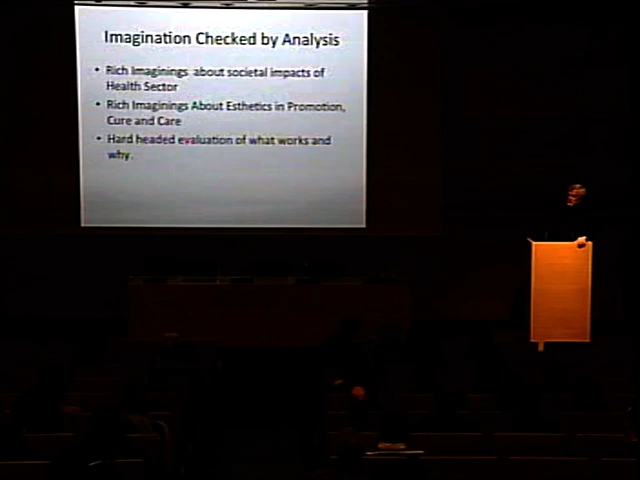 Imagination Checked by Analysis
• Rich Imaginings about societal impacts of
Health Sector
• Rich Imaginings About Esthetics in Promotion,
Cure and Care
• Hard headed evaluation of what works and
why.